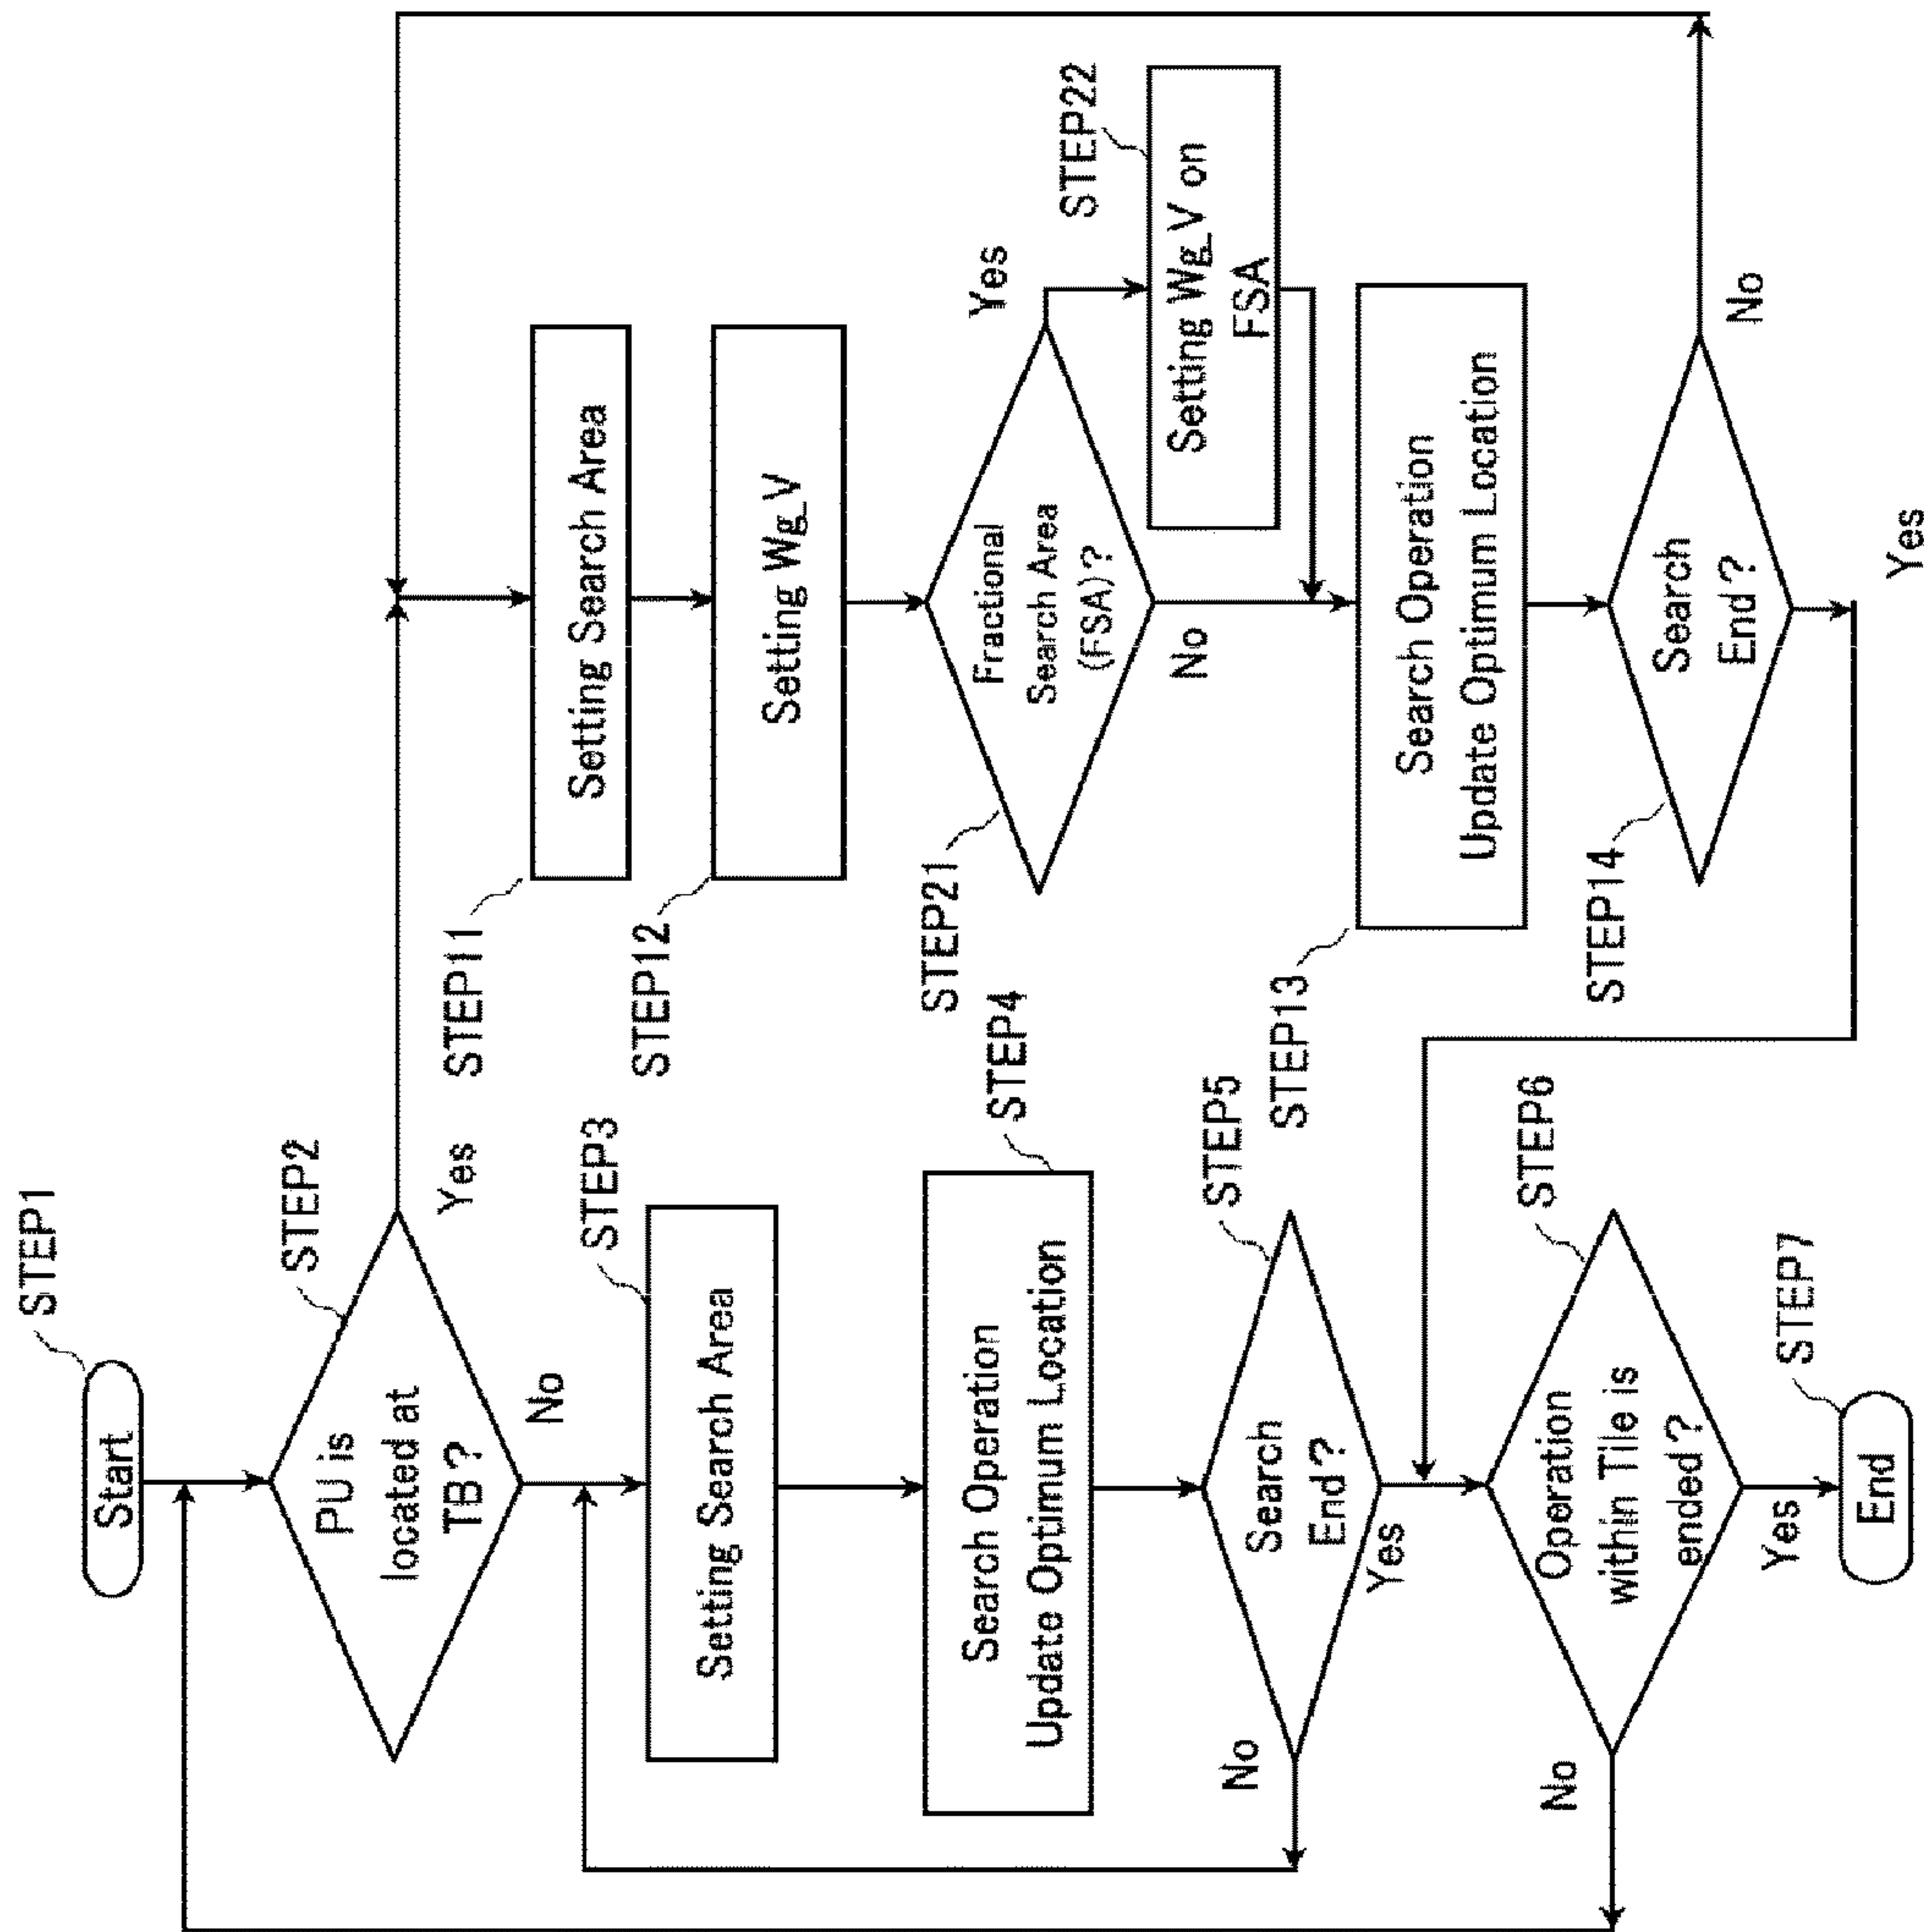 STEP1
Start
STEP2
PU is
located at
TB?
Yes
No
STEP3
Setting Search Area
STEP4
Search Operation
Update Optimum Location
STEP5
Search
End?
No
Yes
STEP6
Operation
within Tile is
ended?
No
Yes
STEP7
End
STEP11
Setting Search Area
STEP12
Setting Wg_V
STEP21
Fractional
Search Area
(FSA)?
Yes
No
STEP22
Setting Wg_V on
FSA
STEP13
Search Operation
Update Optimum Location
STEP14
Search
End?
No
Yes